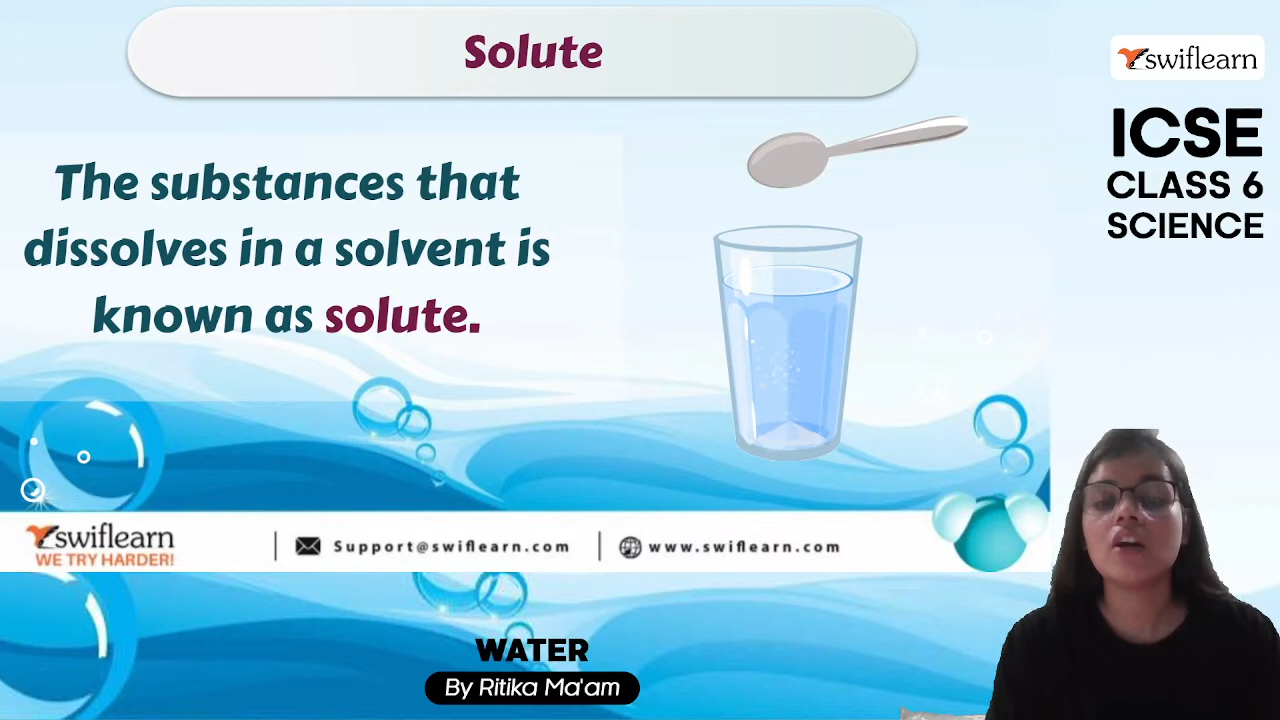 Solute
The substances that
dissolves in a solvent is
known as solute.
swiflearn
ICSE
CLASS 6
SCIENCE
swiflearn
WE TRY HARDER!
Support@swiflearn.com
www.swiflearn.com
WATER
By Ritika Ma'am